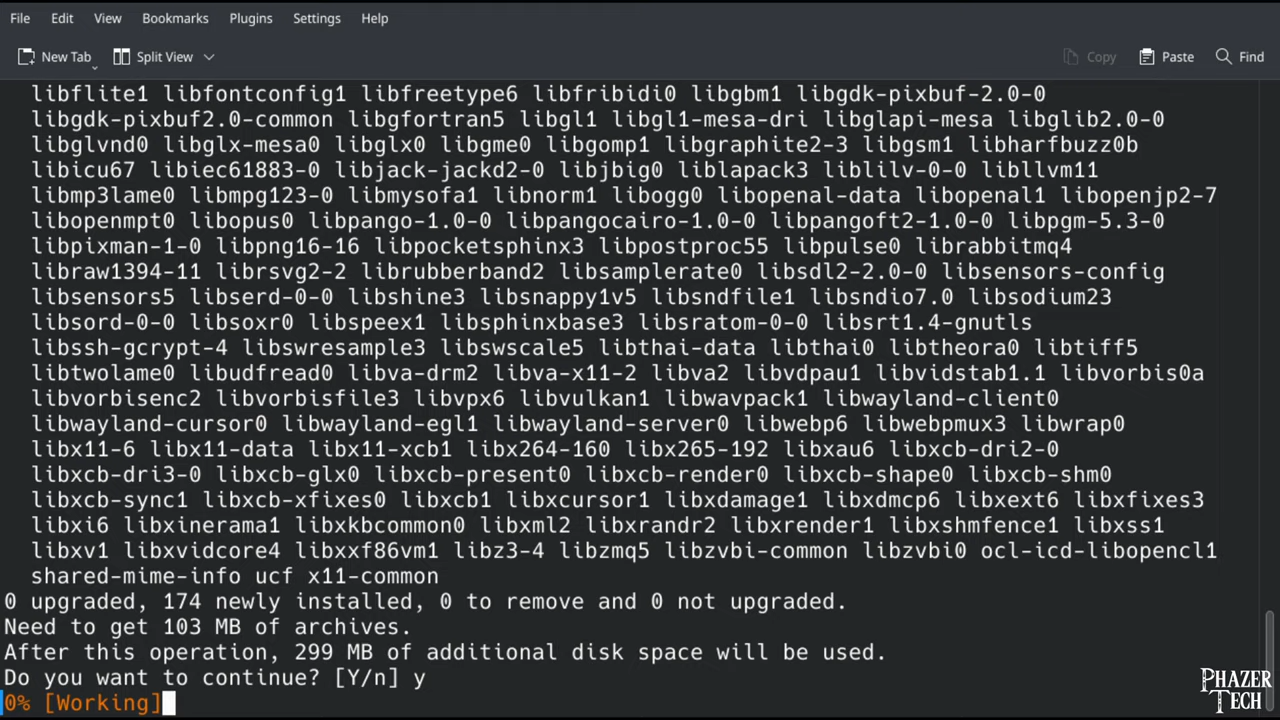 File Edit View Bookmarks Plugins Settings Help
New Tab Split View Copy Paste Find
libflite1 libfontconfig1 libfreetype6 libfribidi0 libgbm1 libgdk-pixbuf-2.0-0
libgdk-pixbuf2.0-common libgfortran5 libgl1 libgl1-mesa-dri libglapi-mesa libglib2.0-0
libglvnd0 libglx-mesa0 libglx0 libgme0 libgomp1 libgraphite2-3 libgsm1 libharfbuzz0b
libicu67 libiec61883-0 libjack-jackd2-0 libjbig0 liblapack3 liblilv-0-0 libllvm11
libmp3lame0 libmpg123-0 libmysofa1 libnorm1 libogg0 libopenal-data libopenal1 libopenjp2-7
libopenmpt0 libopus0 libpango-1.0-0 libpangocairo-1.0-0 libpangoft2-1.0-0 libpgm-5.3-0
libpixman-1-0 libpng16-16 libpocketsphinx3 libpostproc55 libpulse0 librabbitmq4
libraw1394-11 librsvg2-2 librubberband2 libsamplerate0 libsdl2-2.0-0 libsensors-config
libsensors5 libserd-0-0 libshine3 libsnappy1v5 libsndfile1 libsndio7.0 libsodium23
libsord-0-0 libsoxr0 libspeex1 libsphinxbase3 libsratom-0-0 libsrt1.4-gnutls
libssh-gcrypt-4 libswresample3 libswscale5 libthai-data libthai0 libtheora0 libtiff5
libtwolame0 libudfread0 libva-drm2 libva-x11-2 libva2 libvdpau1 libvidstab1.1 libvorbis0a
libvorbisenc2 libvorbisfile3 libvpx6 libvulkan1 libwavpack1 libwayland-client0
libwayland-cursor0 libwayland-egl1 libwayland-server0 libwebp6 libwebpmux3 libwrap0
libx11-6 libx11-data libx11-xcb1 libx264-160 libx265-192 libxau6 libxcb-dri2-0
libxcb-dri3-0 libxcb-glx0 libxcb-present0 libxcb-render0 libxcb-shape0 libxcb-shm0
libxcb-sync1 libxcb-xfixes0 libxcb1 libxcursor1 libxdamage1 libxdmcp6 libxext6 libxfixes3
libxi6 libxinerama1 libxkbcommon0 libxml2 libxrandr2 libxrender1 libxshmfence1 libxss1
libxv1 libxvidcore4 libxxf86vm1 libz3-4 libzmq5 libzvbi-common libzvbi0 ocl-icd-libopencl1
shared-mime-info ucf x11-common
0 upgraded, 174 newly installed, 0 to remove and 0 not upgraded.
Need to get 103 MB of archives.
After this operation, 299 MB of additional disk space will be used.
Do you want to continue? [Y/n] y
0% [Working]
PHAZER
TECH